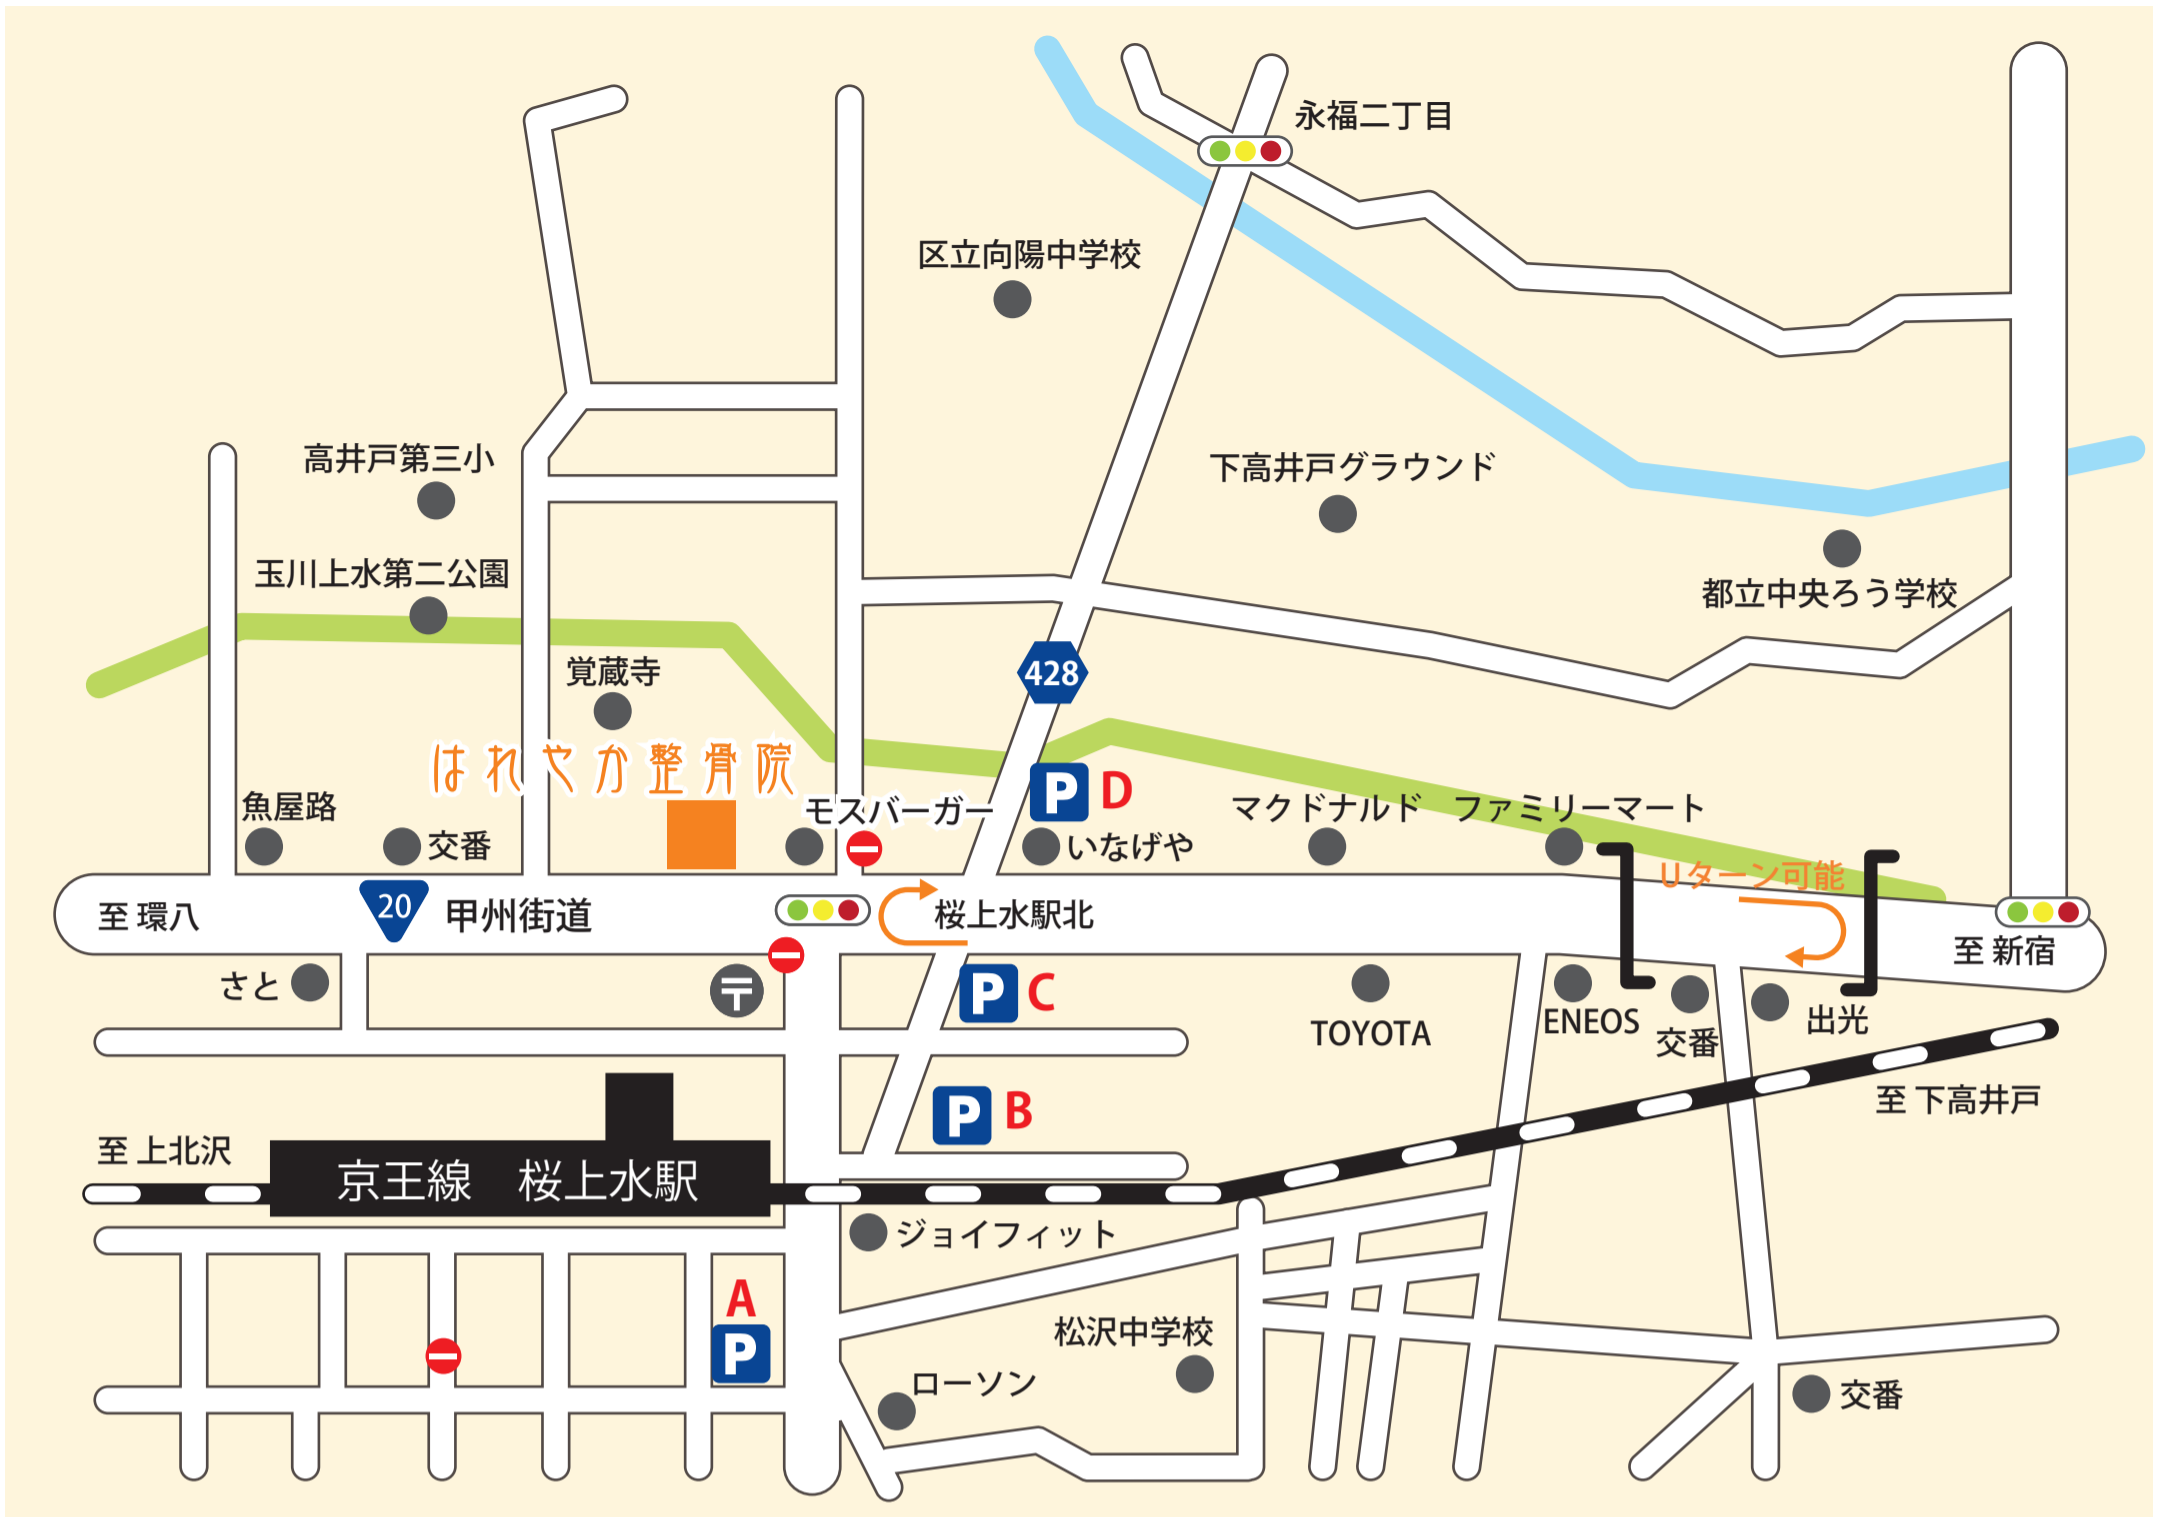 永福二丁目
区立向陽中学校
高井戸第三小
下高井戸グラウンド
玉川上水第二公園
都立中央ろう学校
覚蔵寺
428
はれやか整骨院
P D
魚屋路
モスバーガー
マクドナルド
ファミリーマート
交番
いなげや
Uターン可能
至 環八
20
甲州街道
桜上水駅北
至 新宿
さと
〒
P C
TOYOTA
ENEOS
交番
出光
P B
至 下高井戸
至 上北沢
京王線 桜上水駅
ジョイフィット
A
P
松沢中学校
ローソン
交番